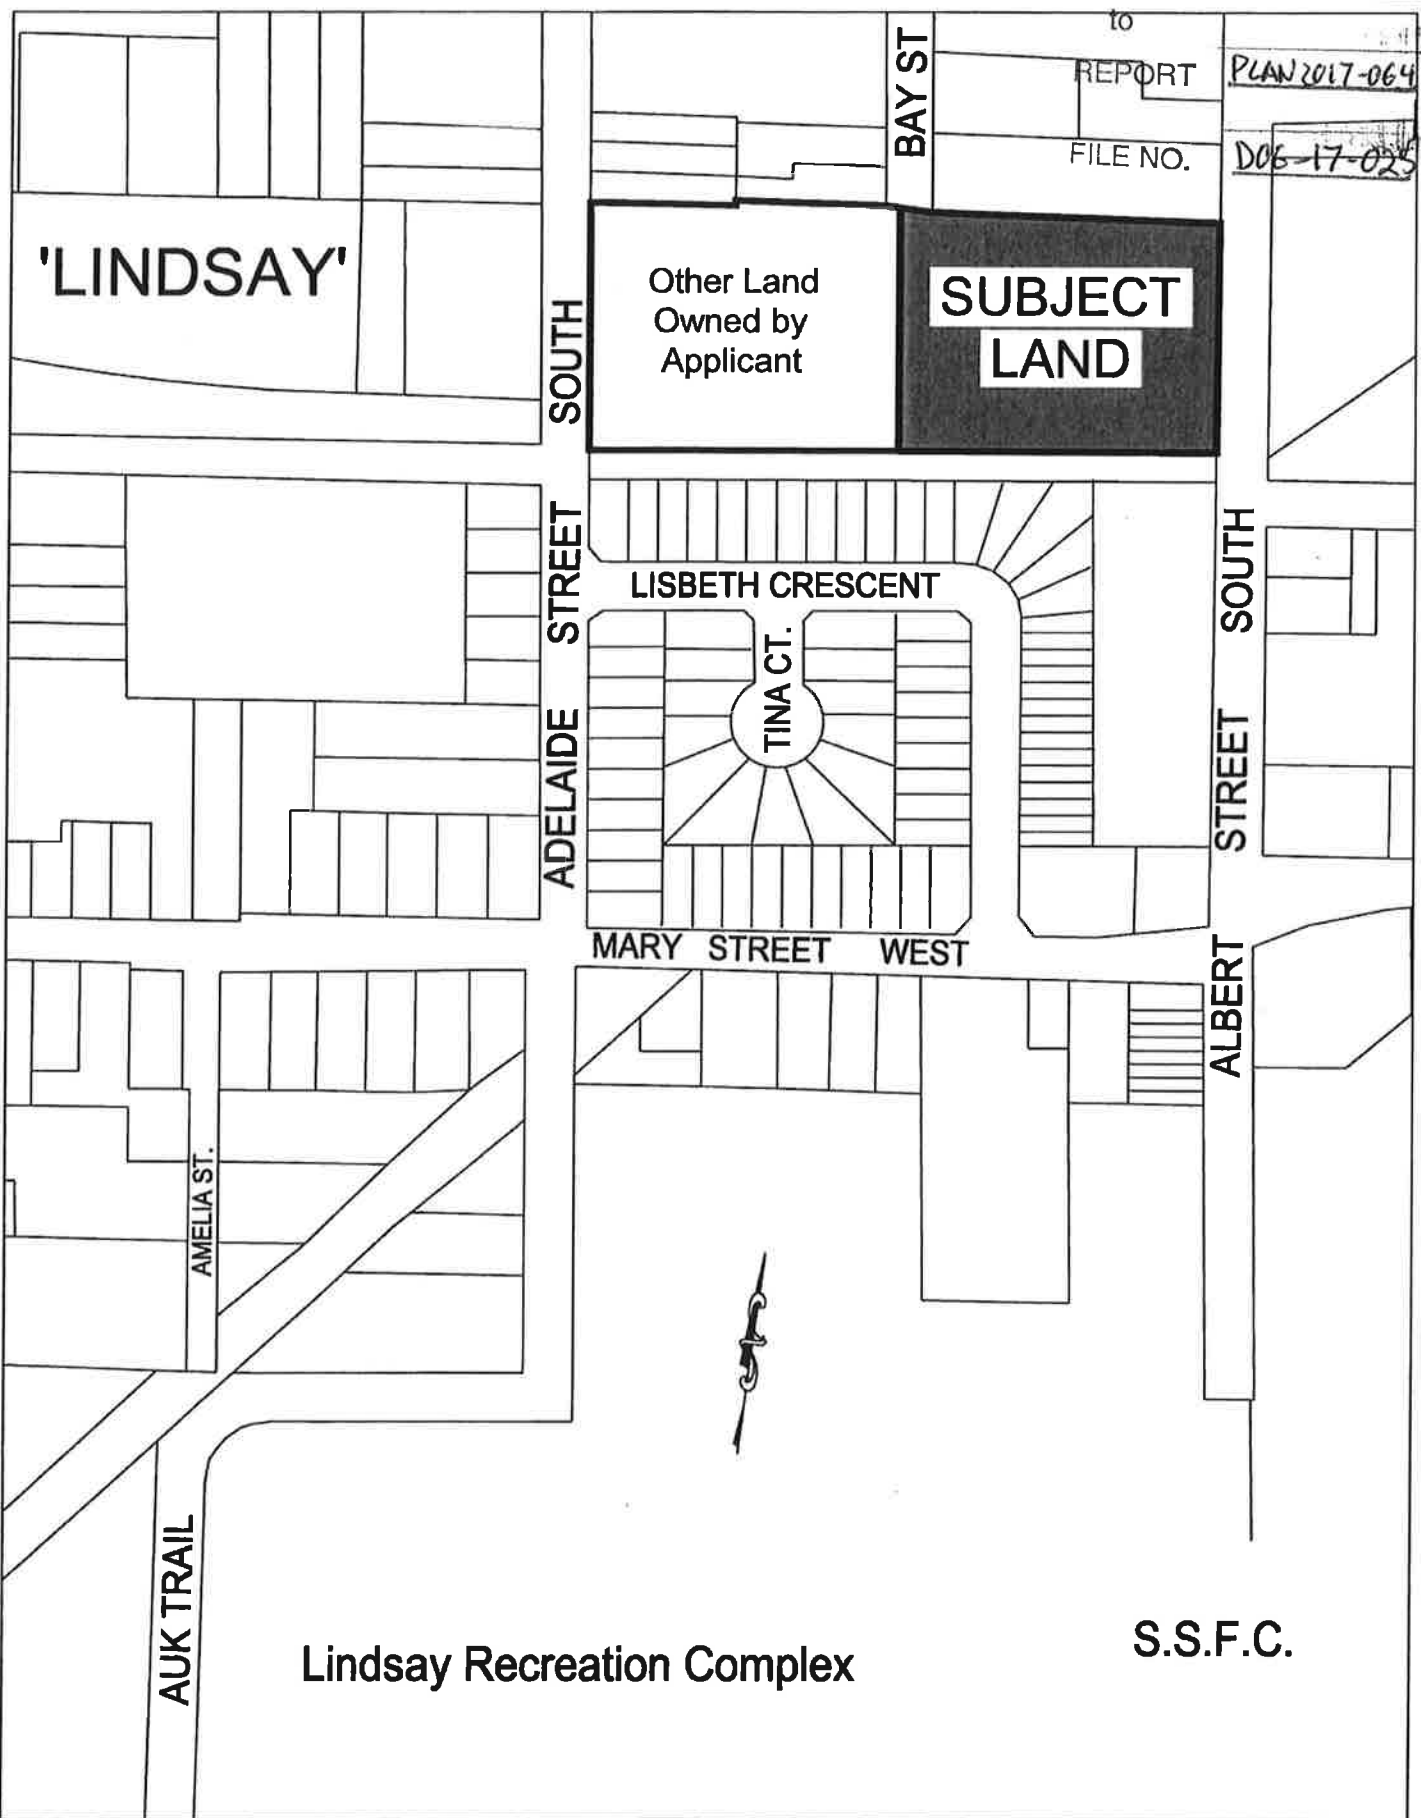 to
REPORT PLAN2017-064
FILE NO. D06-17-025
BAY ST
'LINDSAY'
Other Land
Owned by
Applicant
SUBJECT
LAND
ADELAIDE STREET SOUTH
LISBETH CRESCENT
TINA CT.
ALBERT STREET SOUTH
MARY STREET WEST
AMELIA ST.
AUK TRAIL
Lindsay Recreation Complex
S.S.F.C.